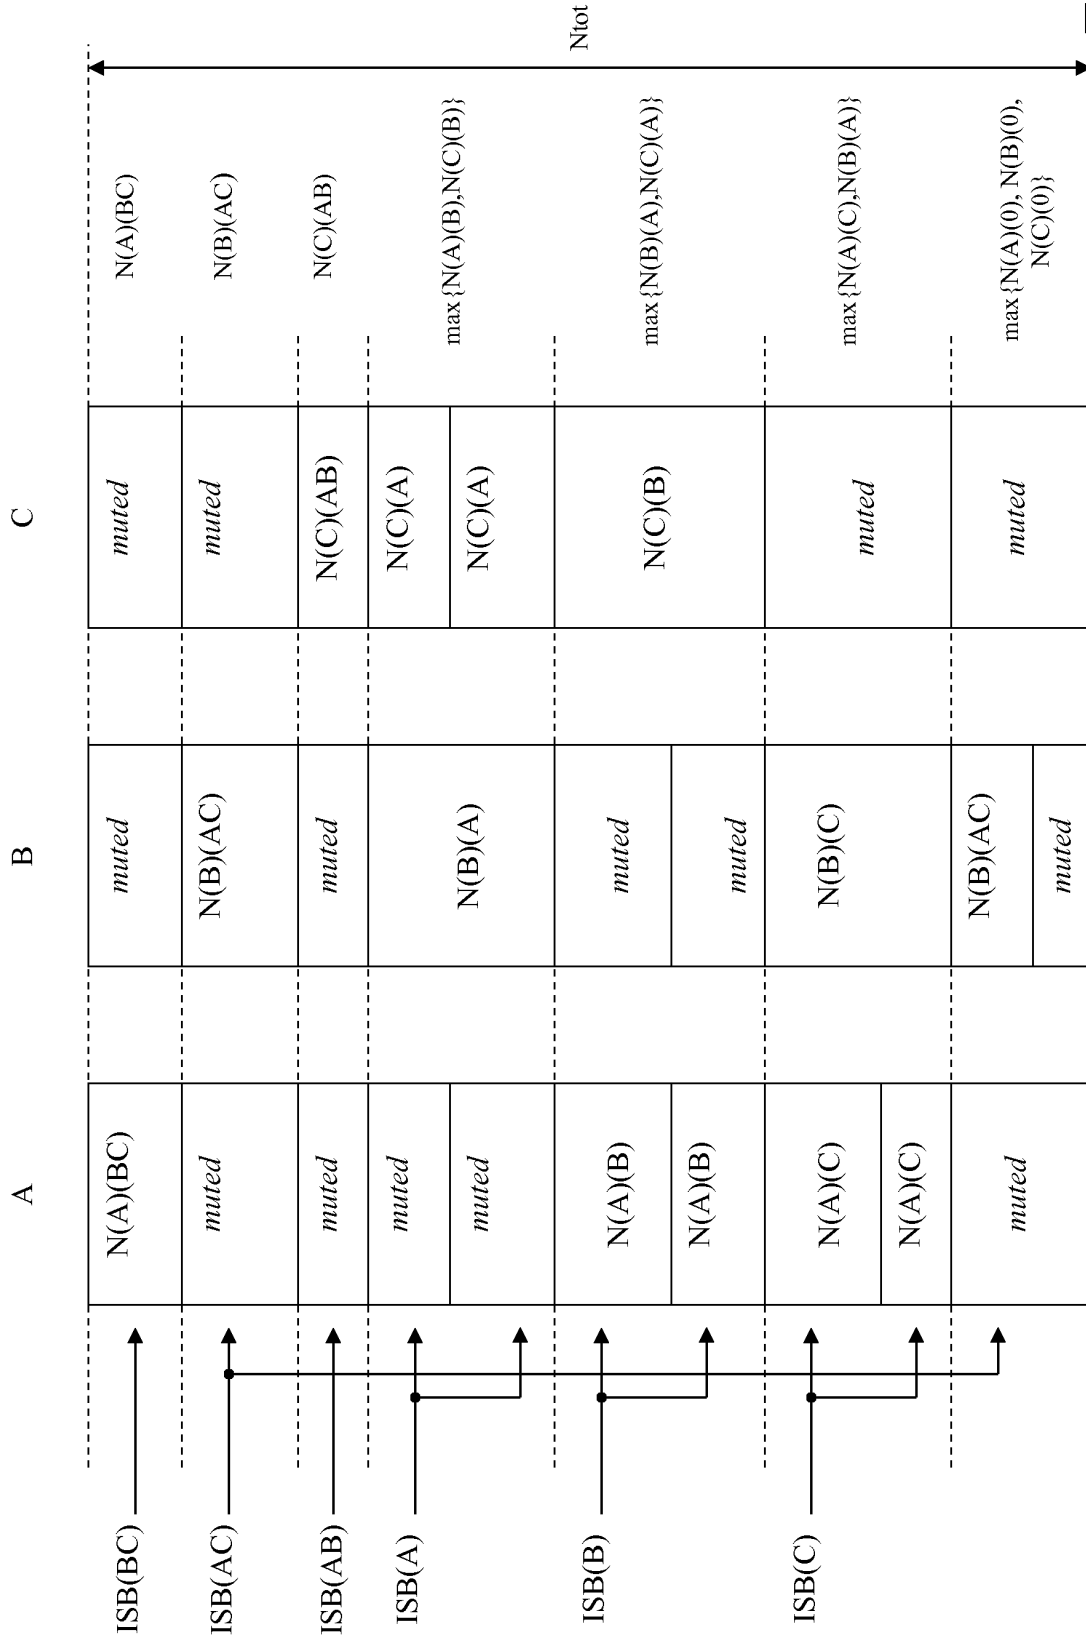 A
B
C
ISB(BC)
N(A)(BC)
muted
muted
N(A)(BC)
ISB(AC)
muted
N(B)(AC)
muted
N(B)(AC)
ISB(AB)
muted
muted
N(C)(AB)
N(C)(AB)
ISB(A)
muted
N(C)(A)
muted
N(B)(A)
N(C)(A)
max{N(A)(B),N(C)(B)}
Ntot
ISB(B)
N(A)(B)
muted
N(C)(B)
max{N(B)(A),N(C)(A)}
N(A)(B)
muted
ISB(C)
N(A)(C)
N(B)(C)
muted
max{N(A)(C),N(B)(A)}
N(A)(C)
muted
N(B)(AC)
muted
max{N(A)(0), N(B)(0),
N(C)(0)}
muted